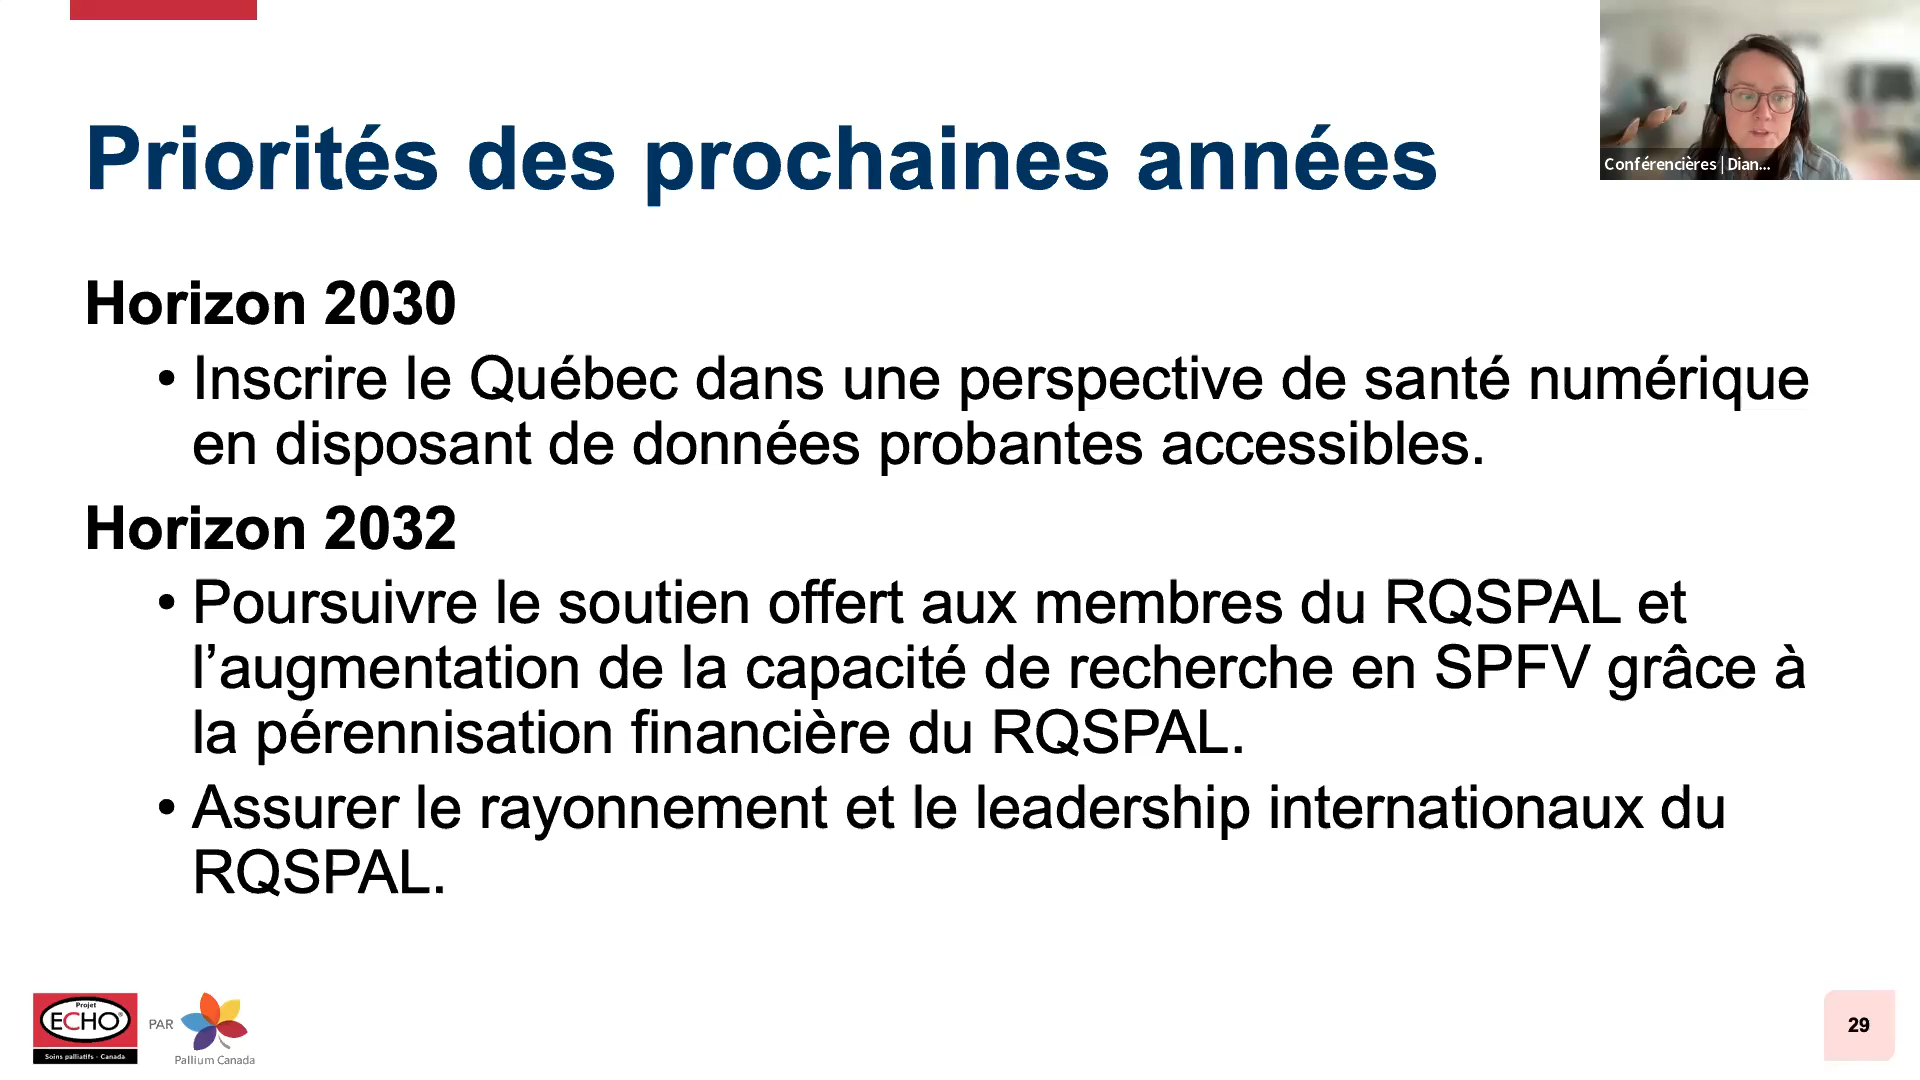 Priorités des prochaines années
Conférencières | Dian...
Horizon 2030
• Inscrire le Québec dans une perspective de santé numérique
en disposant de données probantes accessibles.
Horizon 2032
• Poursuivre le soutien offert aux membres du RQSPAL et
l’augmentation de la capacité de recherche en SPFV grâce à
la pérennisation financière du RQSPAL.
• Assurer le rayonnement et le leadership internationaux du
RQSPAL.
Projet
ECHO®
Soins palliatifs - Canada
PAR
Pallium Canada
29